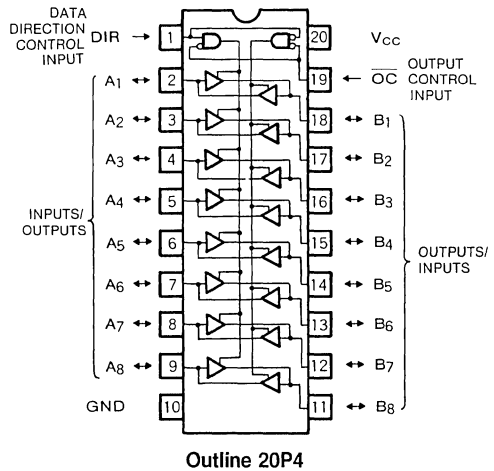 DATA
DIRECTION
CONTROL
INPUT
DIR → 1
20 VCC
19 ← O̅C̅ OUTPUT
CONTROL
INPUT
A1 ↔ 2
18 ↔ B1
A2 ↔ 3
17 ↔ B2
A3 ↔ 4
16 ↔ B3
A4 ↔ 5
15 ↔ B4
INPUTS/
OUTPUTS
A5 ↔ 6
14 ↔ B5
OUTPUTS/
INPUTS
A6 ↔ 7
13 ↔ B6
A7 ↔ 8
12 ↔ B7
A8 ↔ 9
11 ↔ B8
GND 10
Outline 20P4